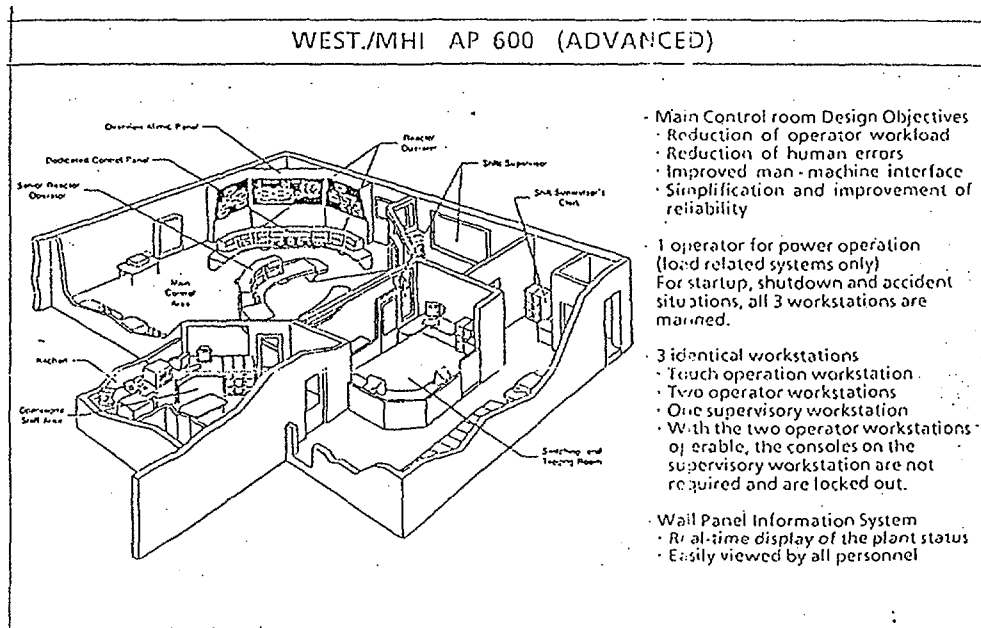 WEST./MHI AP 600 (ADVANCED)
Overview Mimic Panel
Dedicated Control Panel
Senior Reactor
Operator
Reactor
Operator
Shift Supervisor
Shift Supervisor's
Clerk
Main
Control
Area
Kitchen
Operations
Staff Area
Switching and
Tagging Room
- Main Control room Design Objectives
· Reduction of operator workload
· Reduction of human errors
· Improved man-machine interface
· Simplification and improvement of
reliability
- 1 operator for power operation
(load related systems only)
For startup, shutdown and accident
situations, all 3 workstations are
manned.
- 3 identical workstations
· Touch operation workstation
· Two operator workstations
· One supervisory workstation
· With the two operator workstations
operable, the consoles on the
supervisory workstation are not
required and are locked out.
- Wall Panel Information System
· Real-time display of the plant status
· Easily viewed by all personnel